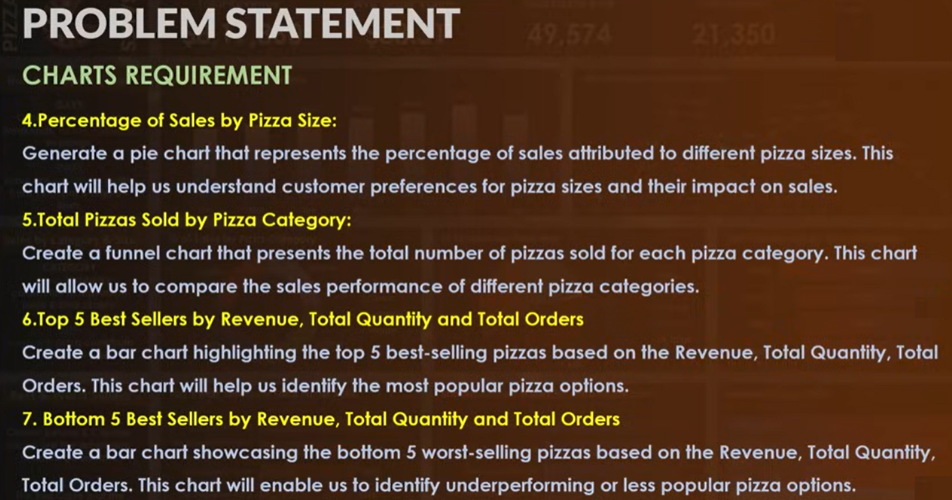 PROBLEM STATEMENT
49,574
21,350
CHARTS REQUIREMENT
4.Percentage of Sales by Pizza Size:
Generate a pie chart that represents the percentage of sales attributed to different pizza sizes. This
chart will help us understand customer preferences for pizza sizes and their impact on sales.
5.Total Pizzas Sold by Pizza Category:
Create a funnel chart that presents the total number of pizzas sold for each pizza category. This chart
will allow us to compare the sales performance of different pizza categories.
6.Top 5 Best Sellers by Revenue, Total Quantity and Total Orders
Create a bar chart highlighting the top 5 best-selling pizzas based on the Revenue, Total Quantity, Total
Orders. This chart will help us identify the most popular pizza options.
7. Bottom 5 Best Sellers by Revenue, Total Quantity and Total Orders
Create a bar chart showcasing the bottom 5 worst-selling pizzas based on the Revenue, Total Quantity,
Total Orders. This chart will enable us to identify underperforming or less popular pizza options.